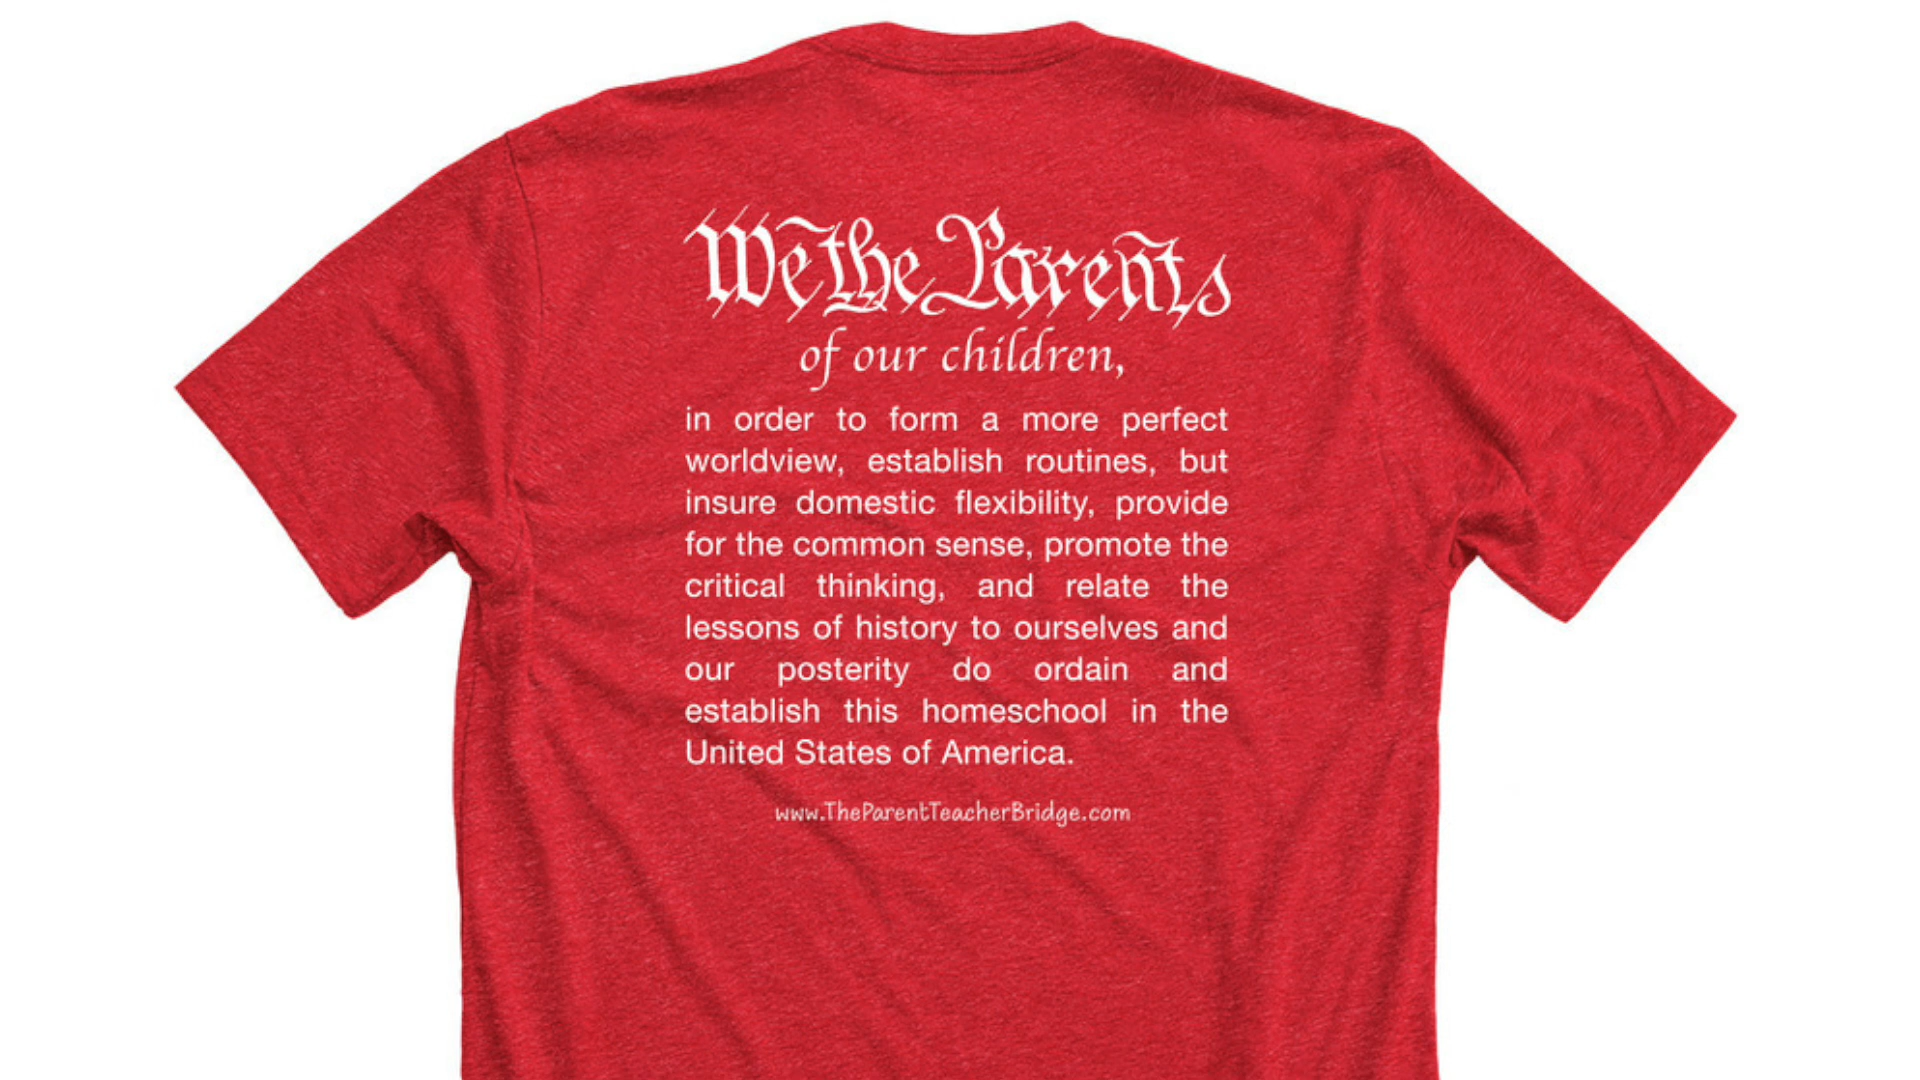 We the Parents
of our children,
in order to form a more perfect
worldview, establish routines, but
insure domestic flexibility, provide
for the common sense, promote the
critical thinking, and relate the
lessons of history to ourselves and
our posterity do ordain and
establish this homeschool in the
United States of America.
www.TheParentTeacherBridge.com